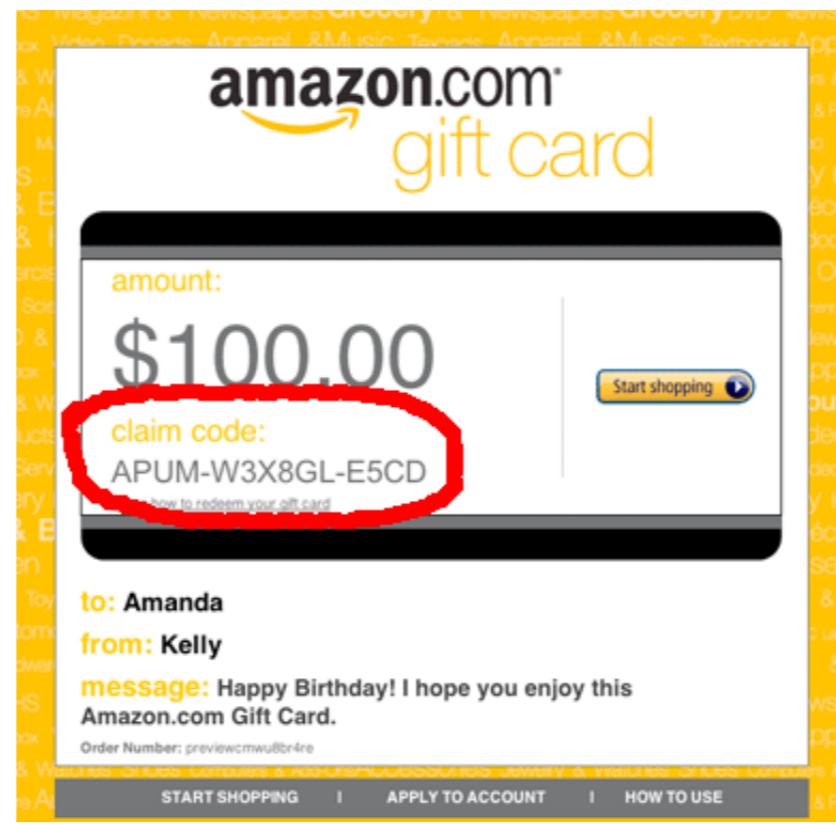 amazon.com
gift card
amount:
$100.00
Start shopping
claim code:
APUM-W3X8GL-E5CD
how to redeem your gift card
to: Amanda
from: Kelly
message: Happy Birthday! I hope you enjoy this
Amazon.com Gift Card.
Order Number: previewcmwu8br4re
START SHOPPING | APPLY TO ACCOUNT | HOW TO USE